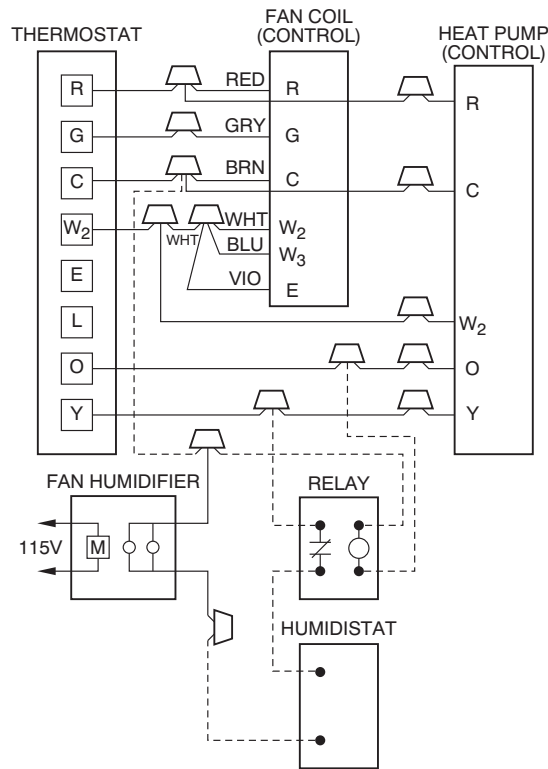 THERMOSTAT
FAN COIL
(CONTROL)
HEAT PUMP
(CONTROL)
R
RED
R
R
G
GRY
G
C
BRN
C
C
W2
WHT
WHT
W2
BLU
W3
E
VIO
E
L
W2
O
O
Y
Y
FAN HUMIDIFIER
RELAY
115V
M
HUMIDISTAT